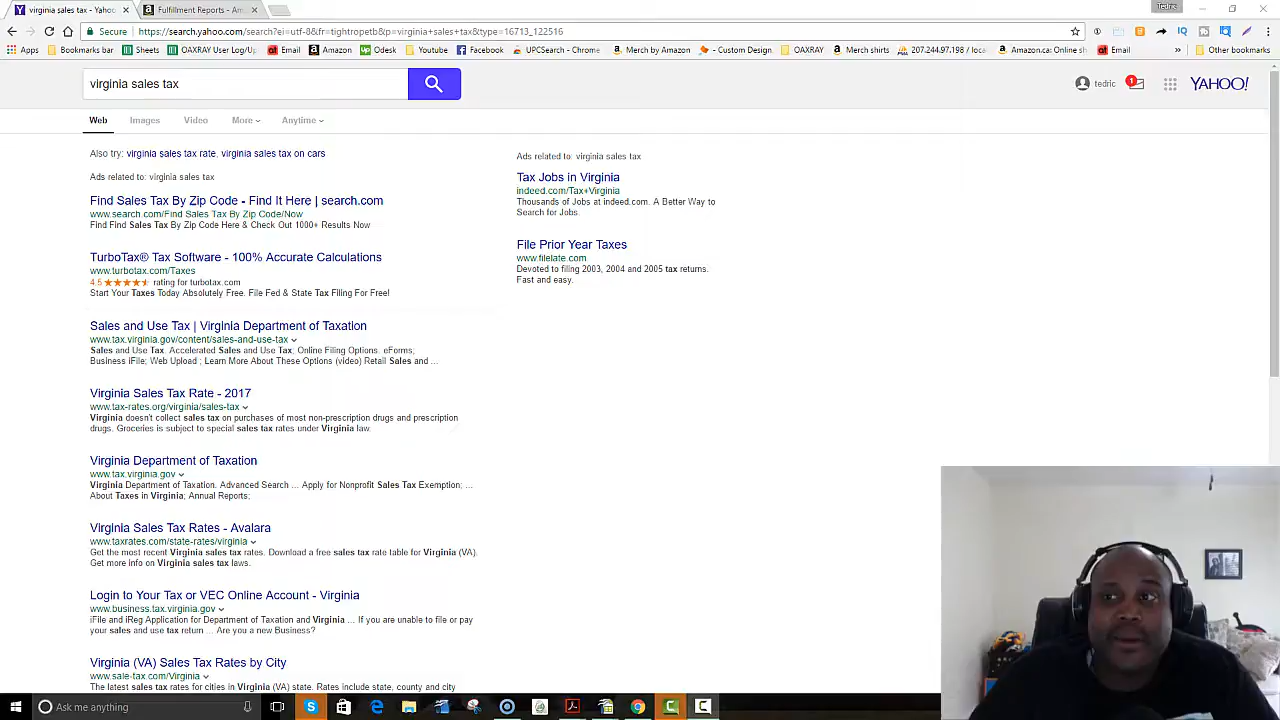 Tedric
virginia sales tax - Yahoo
Fulfillment Reports - Am
Secure
https://search.yahoo.com/search?ei=utf-8&fr=tightropetb&p=virginia+sales+tax&type=16713_122516
Apps
Bookmarks bar
Sheets
OAXRAY User Log/Up
Email
Amazon
Odesk
Youtube
Facebook
UPCSearch - Chrome
Merch by Amazon
- Custom Design
OAXRAY
Merch shirts
207.244.97.198 / local
Amazon.ca: Online sh
Email
»
Other bookmarks
virginia sales tax
tedric
1
YAHOO!
Web Images Video More Anytime
Also try: virginia sales tax rate, virginia sales tax on cars
Ads related to: virginia sales tax
Find Sales Tax By Zip Code - Find It Here | search.com
www.search.com/Find Sales Tax By Zip Code/Now
Find Find Sales Tax By Zip Code Here & Check Out 1000+ Results Now
TurboTax® Tax Software - 100% Accurate Calculations
www.turbotax.com/Taxes
4.5 ★★★★★ rating for turbotax.com
Start Your Taxes Today Absolutely Free. File Fed & State Tax Filing For Free!
Sales and Use Tax | Virginia Department of Taxation
www.tax.virginia.gov/content/sales-and-use-tax
Sales and Use Tax. Accelerated Sales and Use Tax; Online Filing Options. eForms;
Business iFile; Web Upload ; Learn More About These Options (video) Retail Sales and ...
Virginia Sales Tax Rate - 2017
www.tax-rates.org/virginia/sales-tax
Virginia doesn't collect sales tax on purchases of most non-prescription drugs and prescription
drugs. Groceries is subject to special sales tax rates under Virginia law.
Virginia Department of Taxation
www.tax.virginia.gov
Virginia Department of Taxation. Advanced Search ... Apply for Nonprofit Sales Tax Exemption; ...
About Taxes in Virginia; Annual Reports;
Virginia Sales Tax Rates - Avalara
www.taxrates.com/state-rates/virginia
Get the most recent Virginia sales tax rates. Download a free sales tax rate table for Virginia (VA).
Get more info on Virginia sales tax laws.
Login to Your Tax or VEC Online Account - Virginia
www.business.tax.virginia.gov
iFile and iReg Application for Department of Taxation and Virginia ... If you are unable to file or pay
your sales and use tax return ... Are you a new Business?
Virginia (VA) Sales Tax Rates by City
www.sale-tax.com/Virginia
The latest sales tax rates for cities in Virginia (VA) state. Rates include state, county and city
Ads related to: virginia sales tax
Tax Jobs in Virginia
indeed.com/Tax+Virginia
Thousands of Jobs at indeed.com. A Better Way to
Search for Jobs.
File Prior Year Taxes
www.filelate.com
Devoted to filing 2003, 2004 and 2005 tax returns.
Fast and easy.
Ask me anything